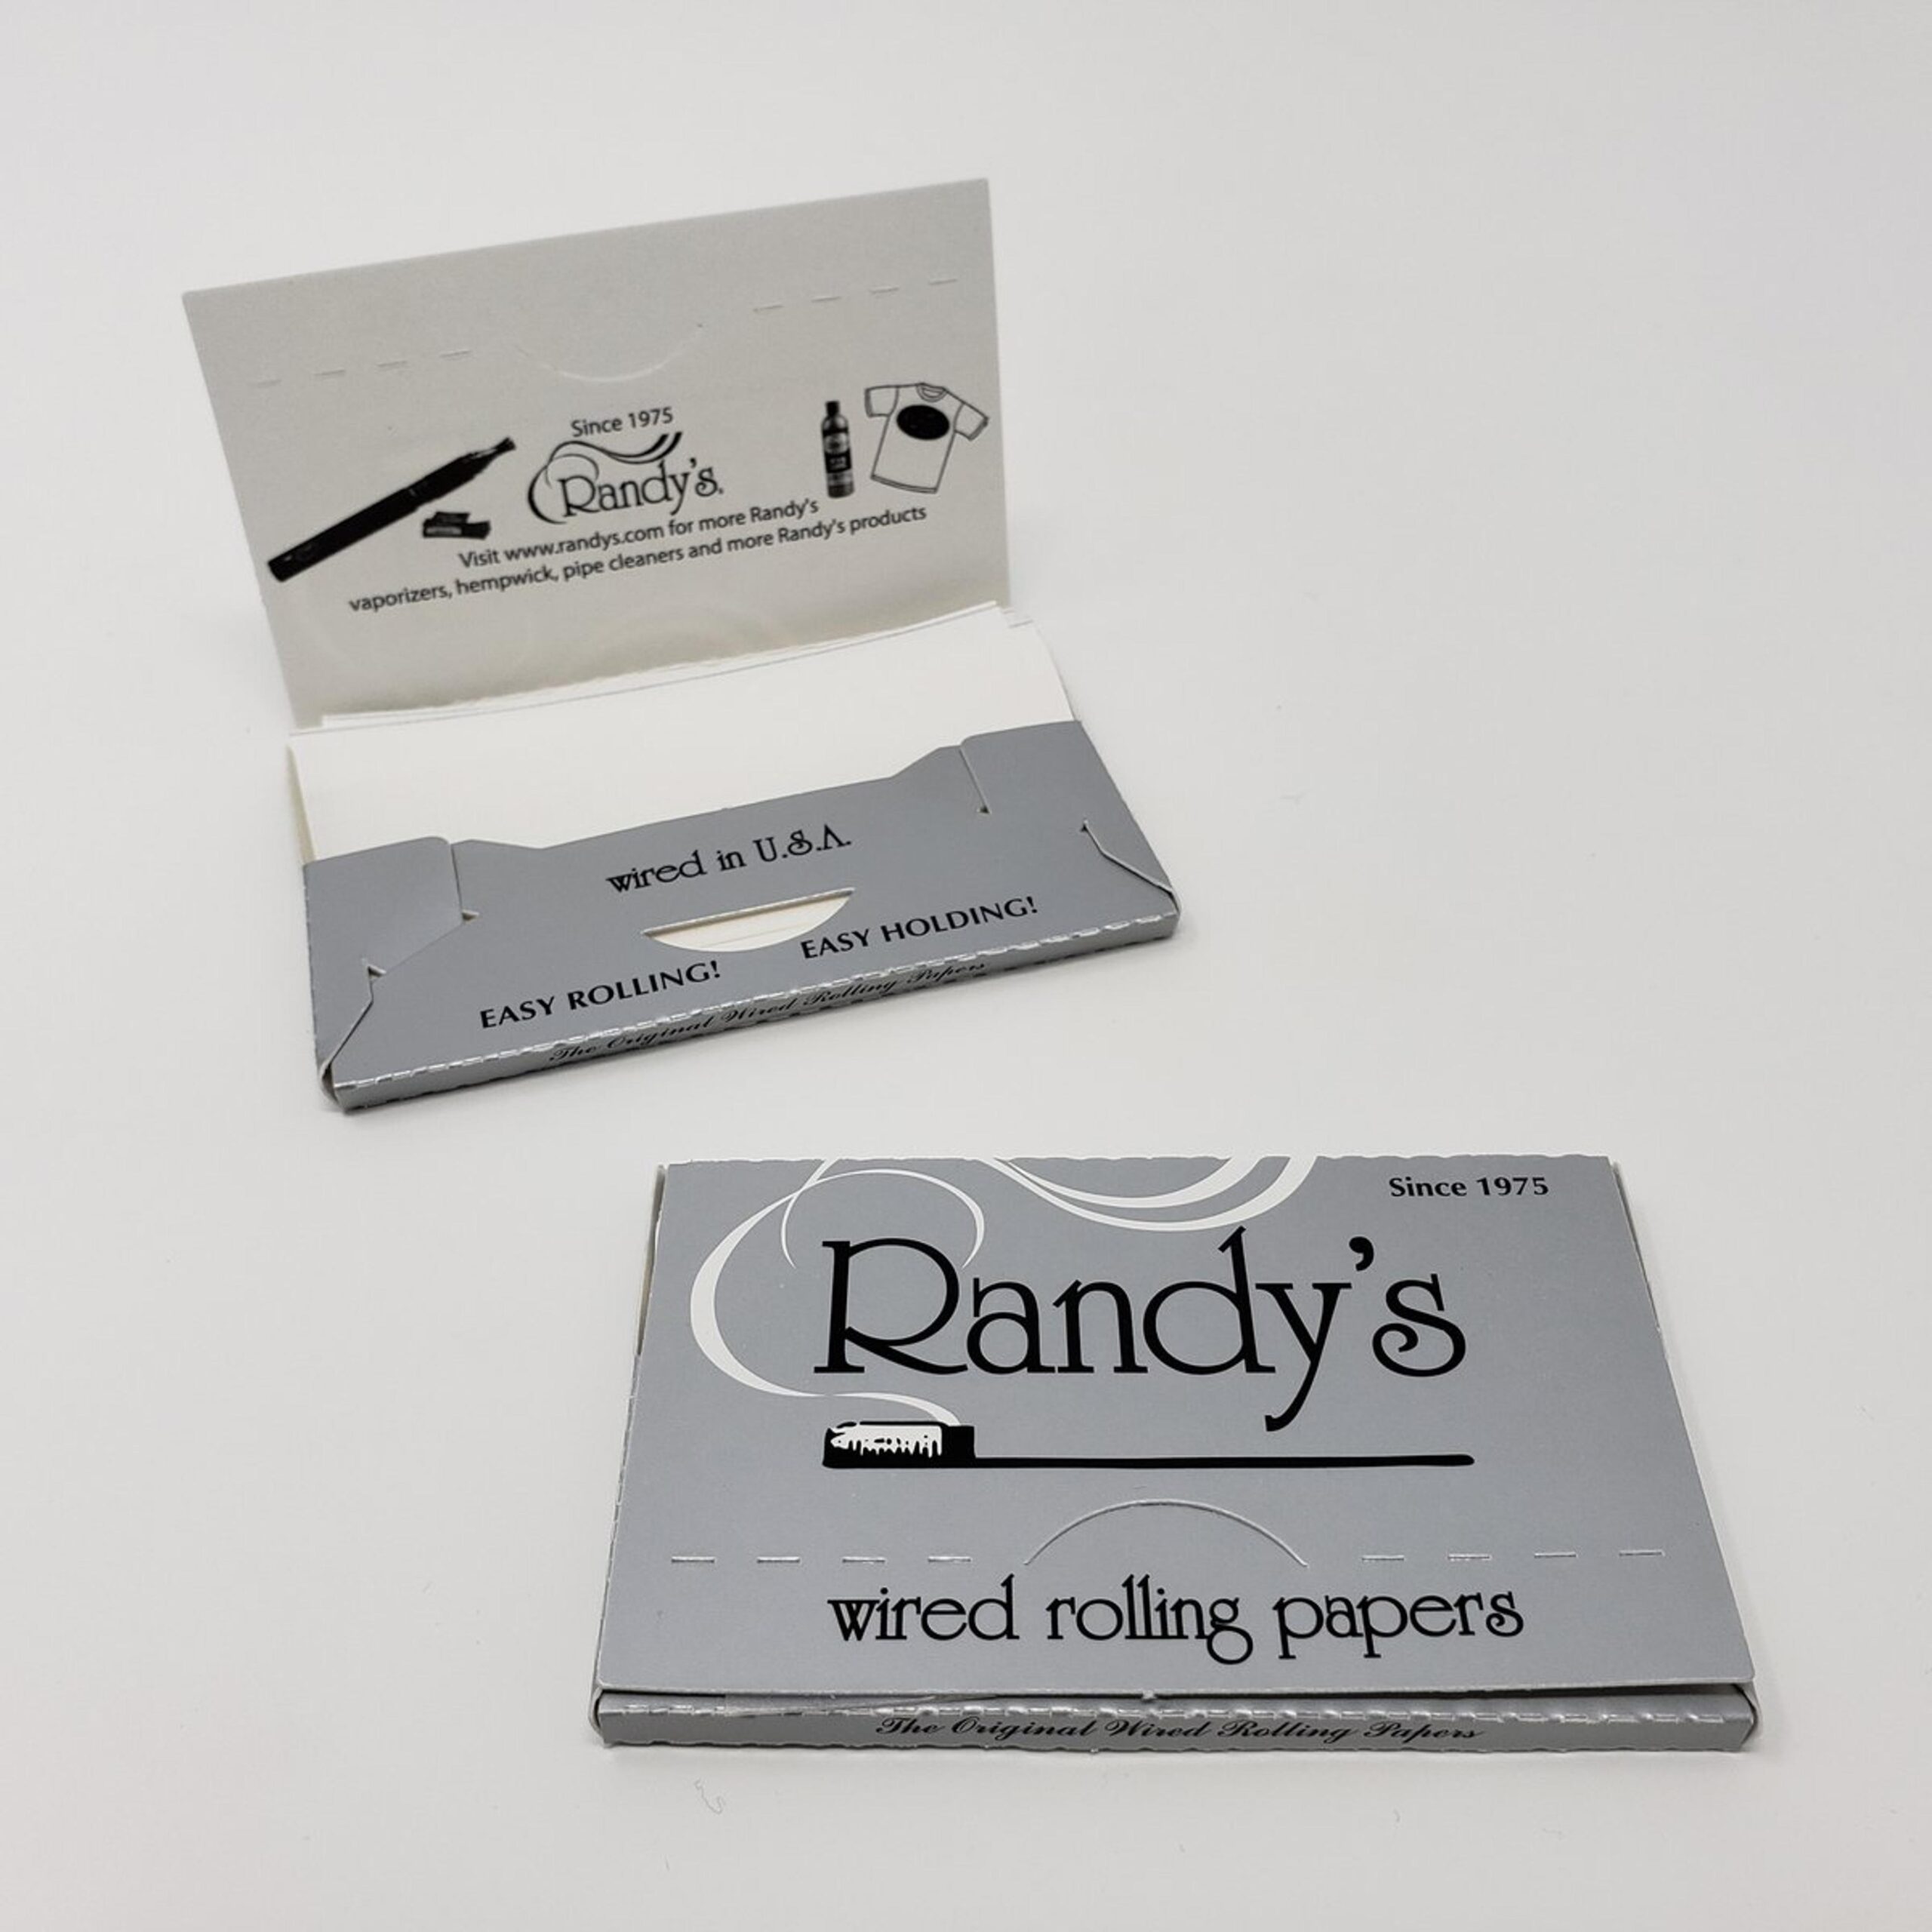 Since 1975
Randy's
Visit www.randys.com for more Randy's
vaporizers, hempwick, pipe cleaners and more Randy's products
wired in U.S.A.
EASY ROLLING! EASY HOLDING!
The Original Wired Rolling Papers
Since 1975
Randy's
wired rolling papers
The Original Wired Rolling Papers